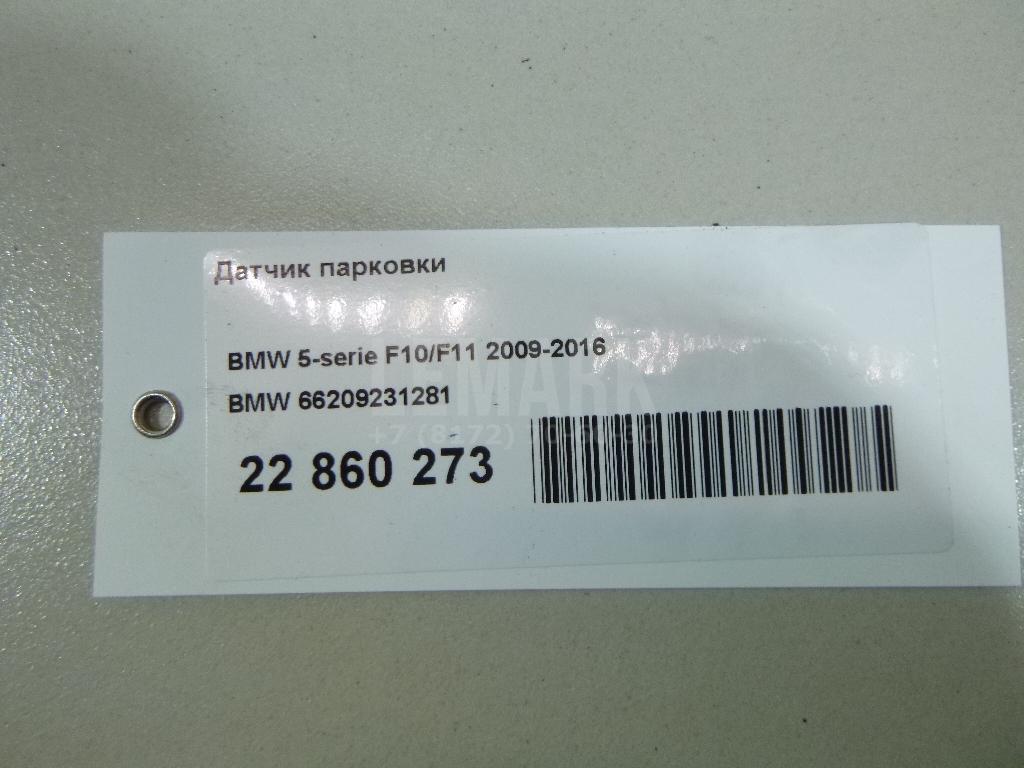 Датчик парковки
BMW 5-serie F10/F11 2009-2016
BMW 66209231281
22 860 273